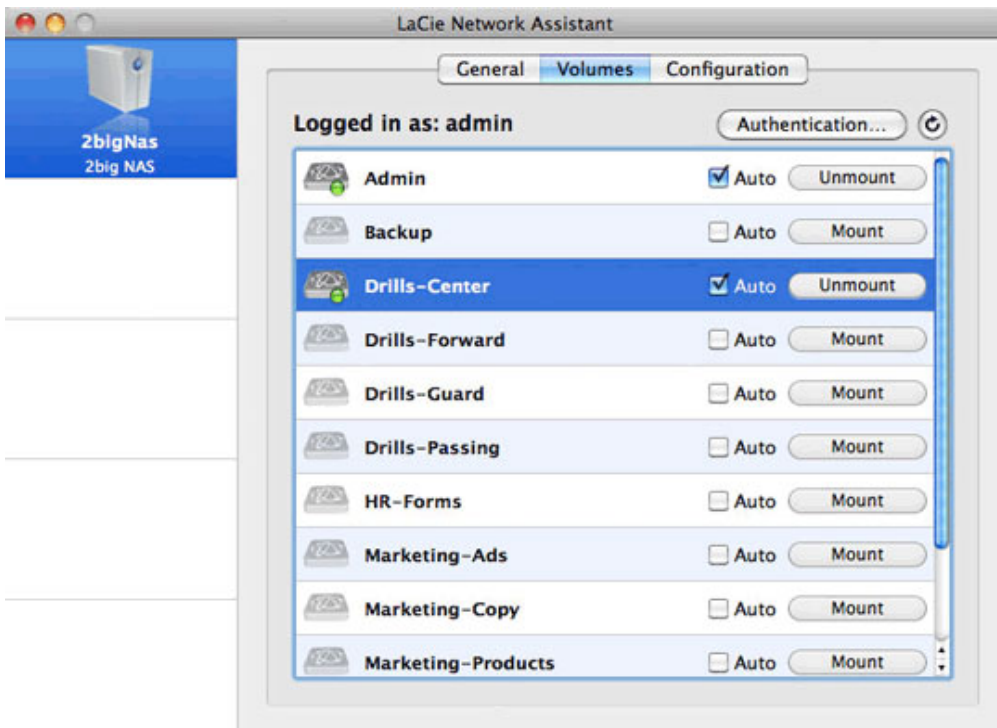 LaCie Network Assistant
2bigNas
2big NAS
General Volumes Configuration
Logged in as: admin Authentication...
Admin Auto Unmount
Backup Auto Mount
Drills-Center Auto Unmount
Drills-Forward Auto Mount
Drills-Guard Auto Mount
Drills-Passing Auto Mount
HR-Forms Auto Mount
Marketing-Ads Auto Mount
Marketing-Copy Auto Mount
Marketing-Products Auto Mount